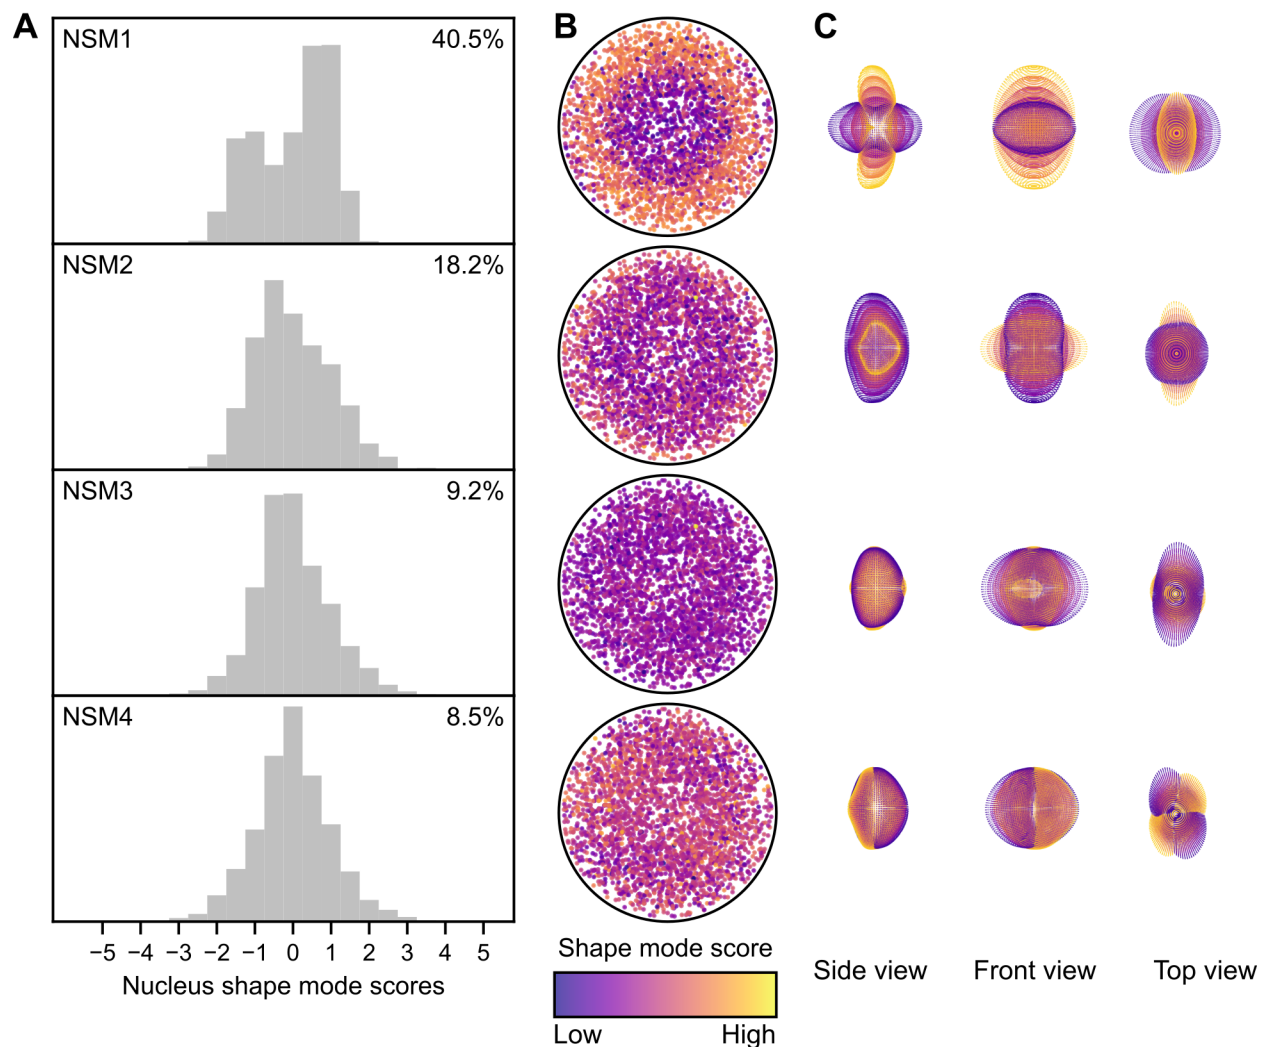 A
B
C
NSM1
40.5%
NSM2
18.2%
NSM3
9.2%
NSM4
8.5%
−5 −4 −3 −2 −1 0 1 2 3 4 5
Nucleus shape mode scores
Shape mode score
Low High
Side view
Front view
Top view